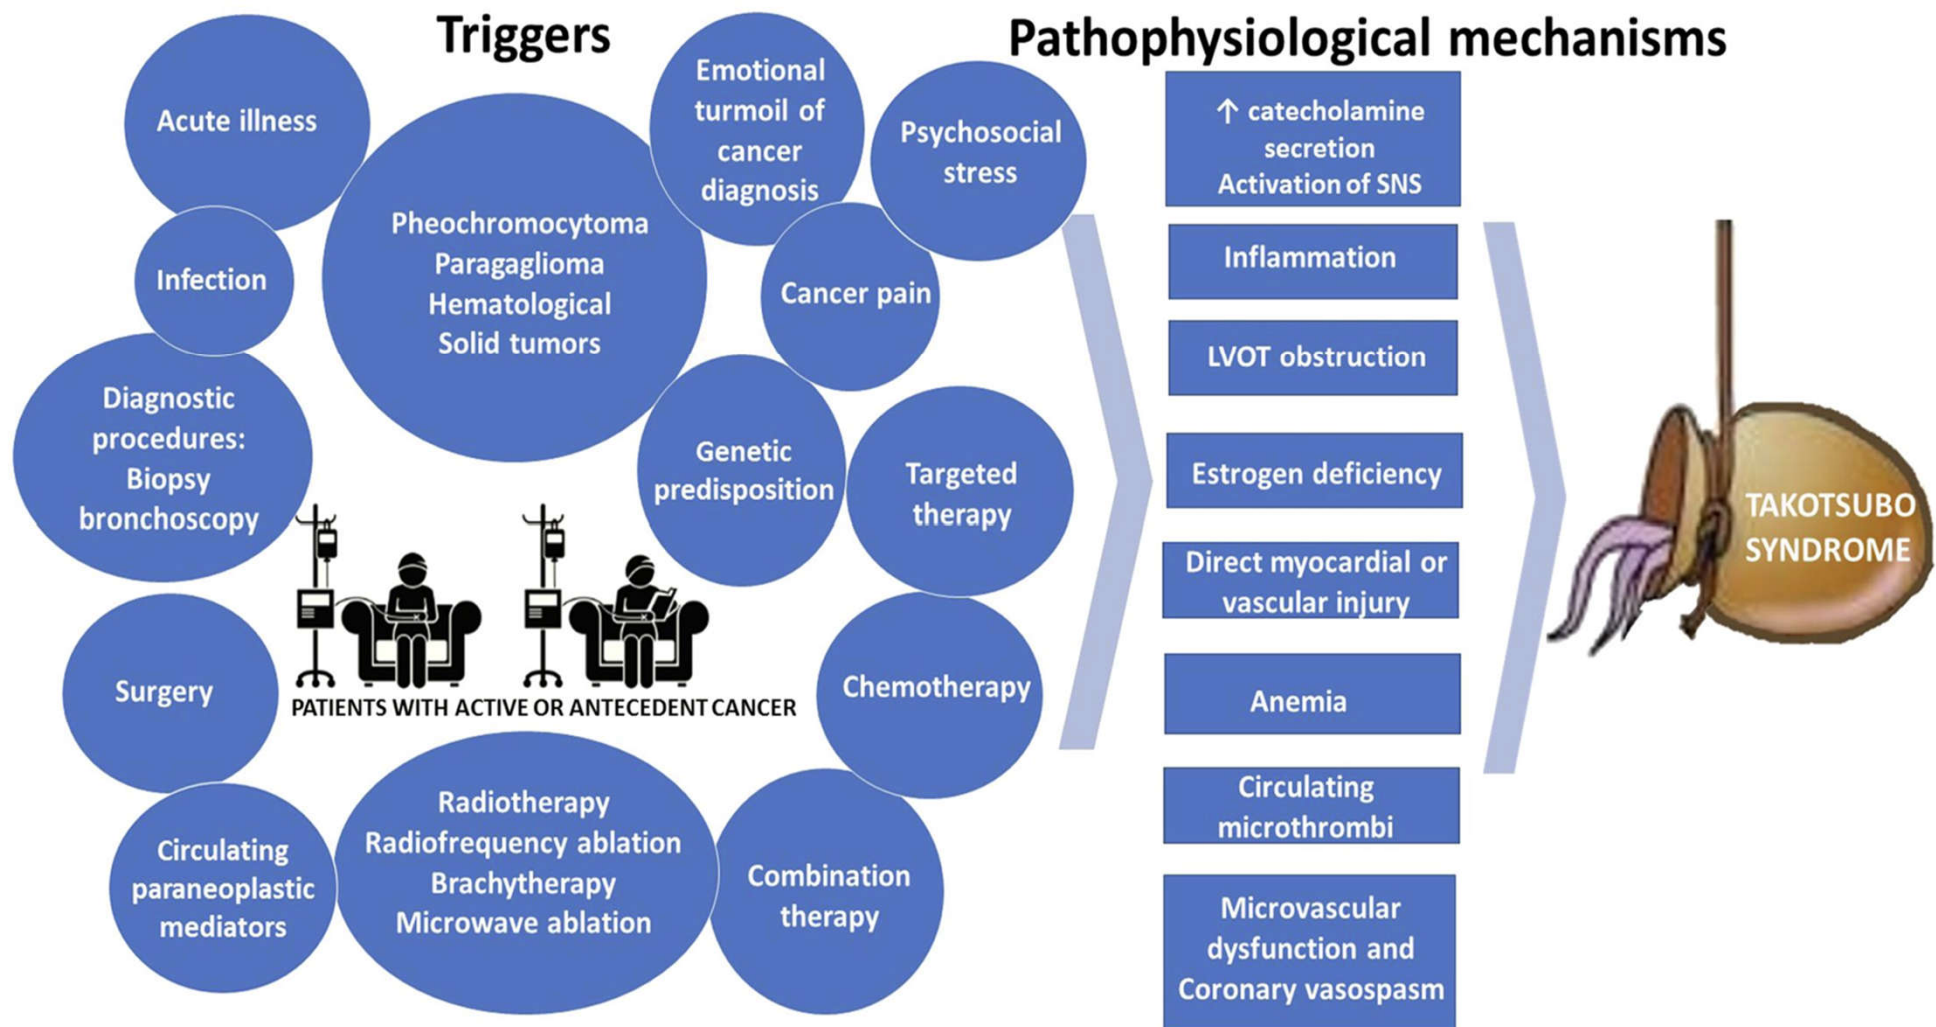 Triggers
Acute illness
Infection
Diagnostic
procedures:
Biopsy
bronchoscopy
Surgery
Circulating
paraneoplastic
mediators
Pheochromocytoma
Paragaglioma
Hematological
Solid tumors
Emotional
turmoil of
cancer
diagnosis
Psychosocial
stress
Cancer pain
Genetic
predisposition
Targeted
therapy
Chemotherapy
Combination
therapy
Radiotherapy
Radiofrequency ablation
Brachytherapy
Microwave ablation
PATIENTS WITH ACTIVE OR ANTECEDENT CANCER
Pathophysiological mechanisms
↑ catecholamine
secretion
Activation of SNS
Inflammation
LVOT obstruction
Estrogen deficiency
Direct myocardial or
vascular injury
Anemia
Circulating
microthrombi
Microvascular
dysfunction and
Coronary vasospasm
TAKOTSUBO
SYNDROME